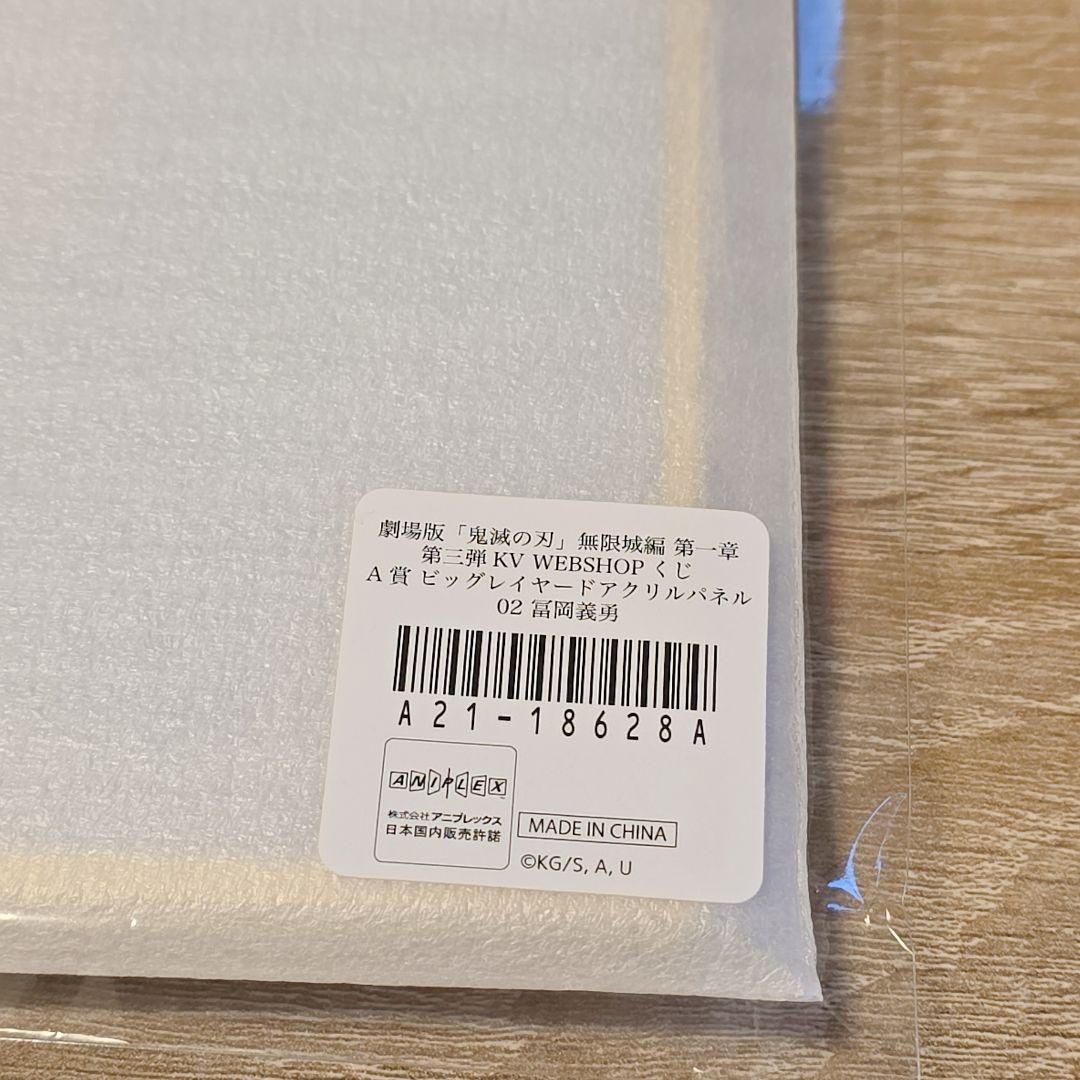 劇場版「鬼滅の刃」無限城編 第一章
第三弾 KV WEBSHOP くじ
A 賞 ビッグレイヤードアクリルパネル
02 冨岡義勇
A21-18628A
ANIPLEX
株式会社アニプレックス
日本国内販売許諾
MADE IN CHINA
©KG/S, A, U